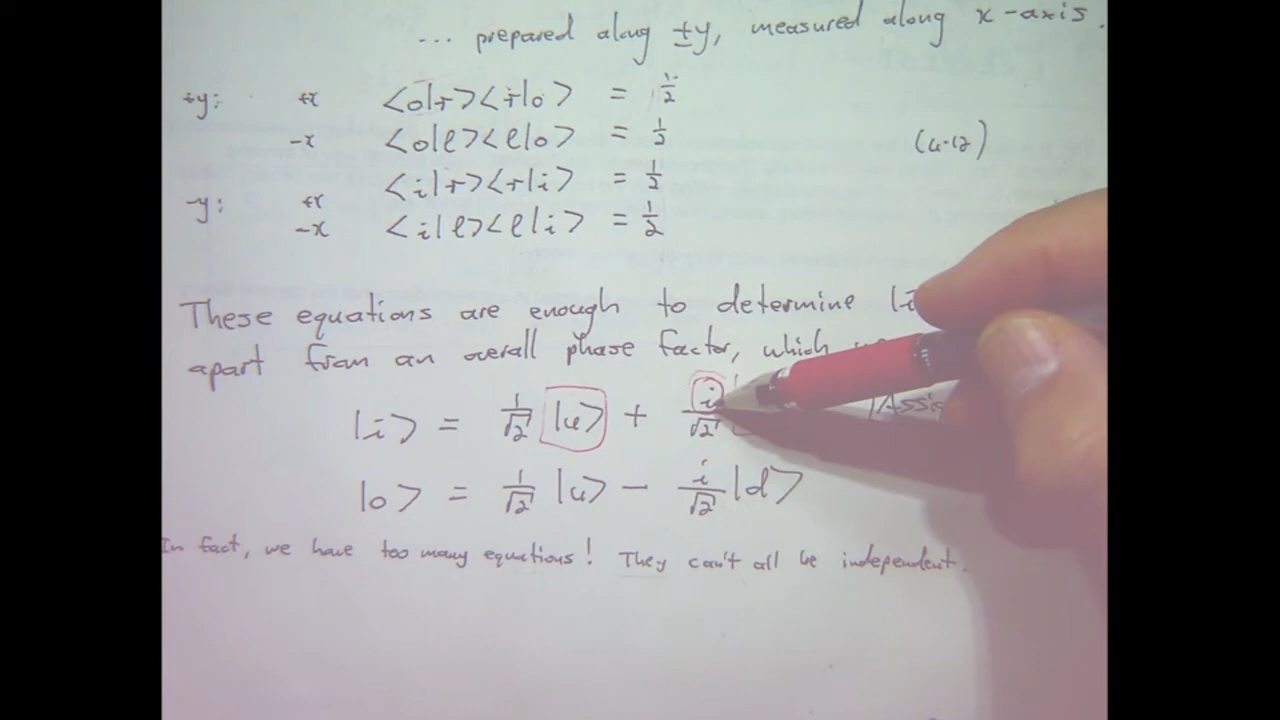 ... prepared along ±y, measured along x-axis.
+y: +x <o|r><r|o> = 1/2
-x <o|l><l|o> = 1/2 (4.12)
<i|r><r|i> = 1/2
-y: +x
-x <i|l><l|i> = 1/2
These equations are enough to determine |i
apart from an overall phase factor, which
|i> = 1/√2 |u> + i/√2
|o> = 1/√2 |u> - i/√2 |d>
In fact, we have too many equations! They can't all be independent.